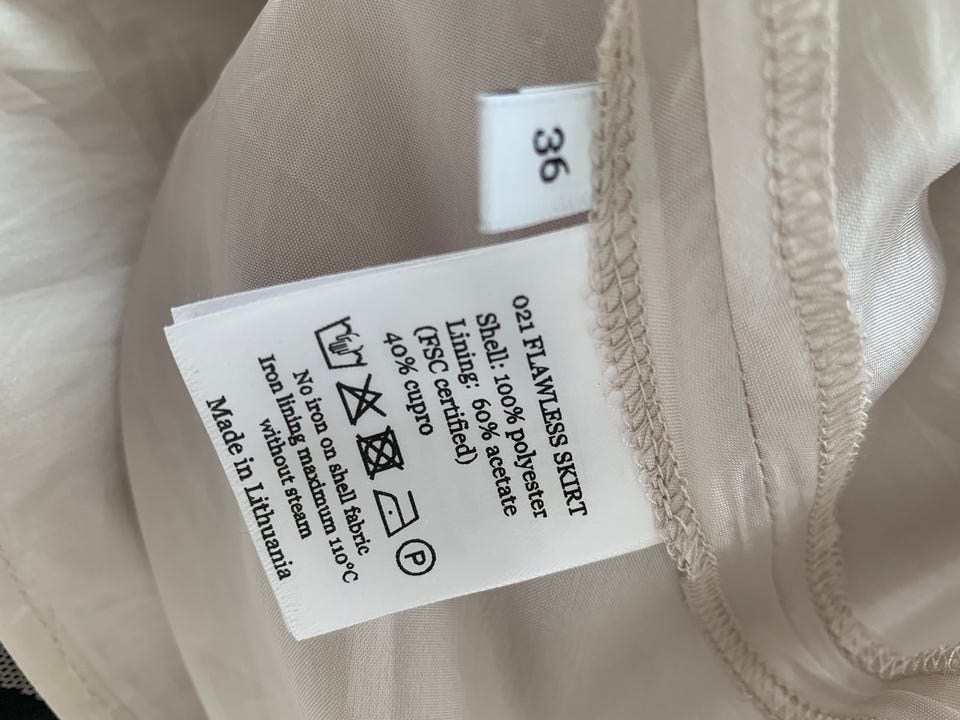 36
021 FLAWLESS SKIRT
Shell: 100% polyester
Lining: 60% acetate
(FSC certified)
40% cupro
P
No iron on shell fabric
Iron lining maximum 110°C
without steam
Made in Lithuania